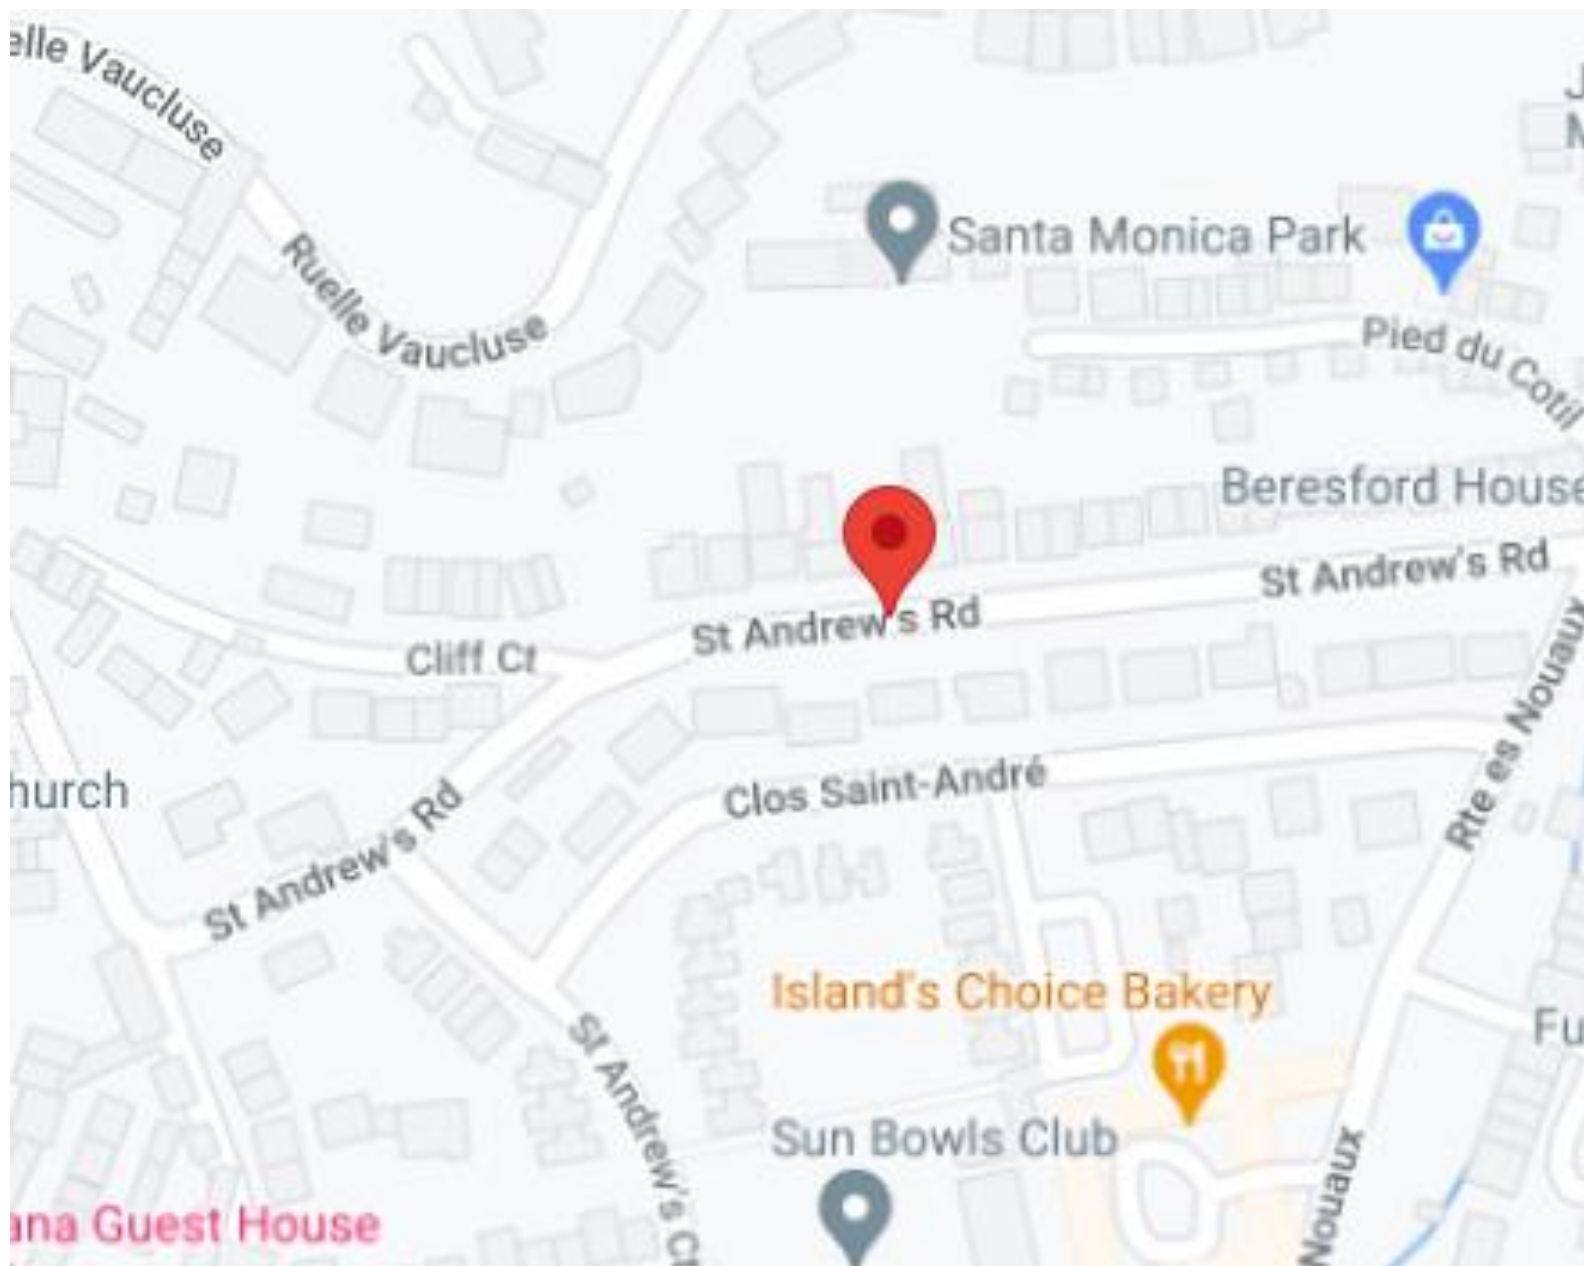 elle Vaucluse
Santa Monica Park
Ruelle Vaucluse
Pied du Cotil
Beresford House
St Andrew's Rd
St Andrew's Rd
Cliff Ct
Rte es Nouaux
Clos Saint-André
hurch
St Andrew's Rd
Island's Choice Bakery
Fu
St Andrew's Ct
Sun Bowls Club
Nouaux
ana Guest House